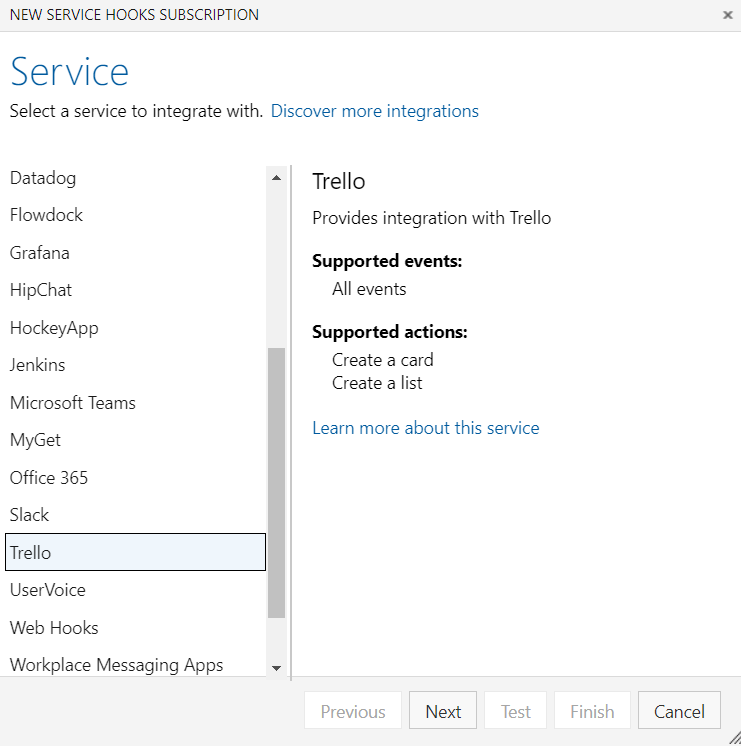 NEW SERVICE HOOKS SUBSCRIPTION
Service
Select a service to integrate with. Discover more integrations
Datadog
Flowdock
Grafana
HipChat
HockeyApp
Jenkins
Microsoft Teams
MyGet
Office 365
Slack
Trello
UserVoice
Web Hooks
Workplace Messaging Apps
Trello
Provides integration with Trello
Supported events:
All events
Supported actions:
Create a card
Create a list
Learn more about this service
Previous Next Test Finish Cancel